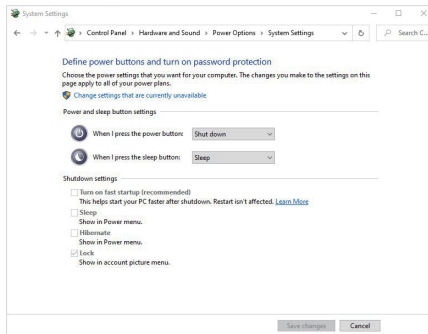 System Settings
Control Panel > Hardware and Sound > Power Options > System Settings
Search C...
Define power buttons and turn on password protection
Choose the power settings that you want for your computer. The changes you make to the settings on this
page apply to all of your power plans.
Change settings that are currently unavailable
Power and sleep button settings
When I press the power button: Shut down
When I press the sleep button: Sleep
Shutdown settings
Turn on fast startup (recommended)
This helps start your PC faster after shutdown. Restart isn't affected. Learn More
Sleep
Show in Power menu.
Hibernate
Show in Power menu.
Lock
Show in account picture menu.
Save changes Cancel